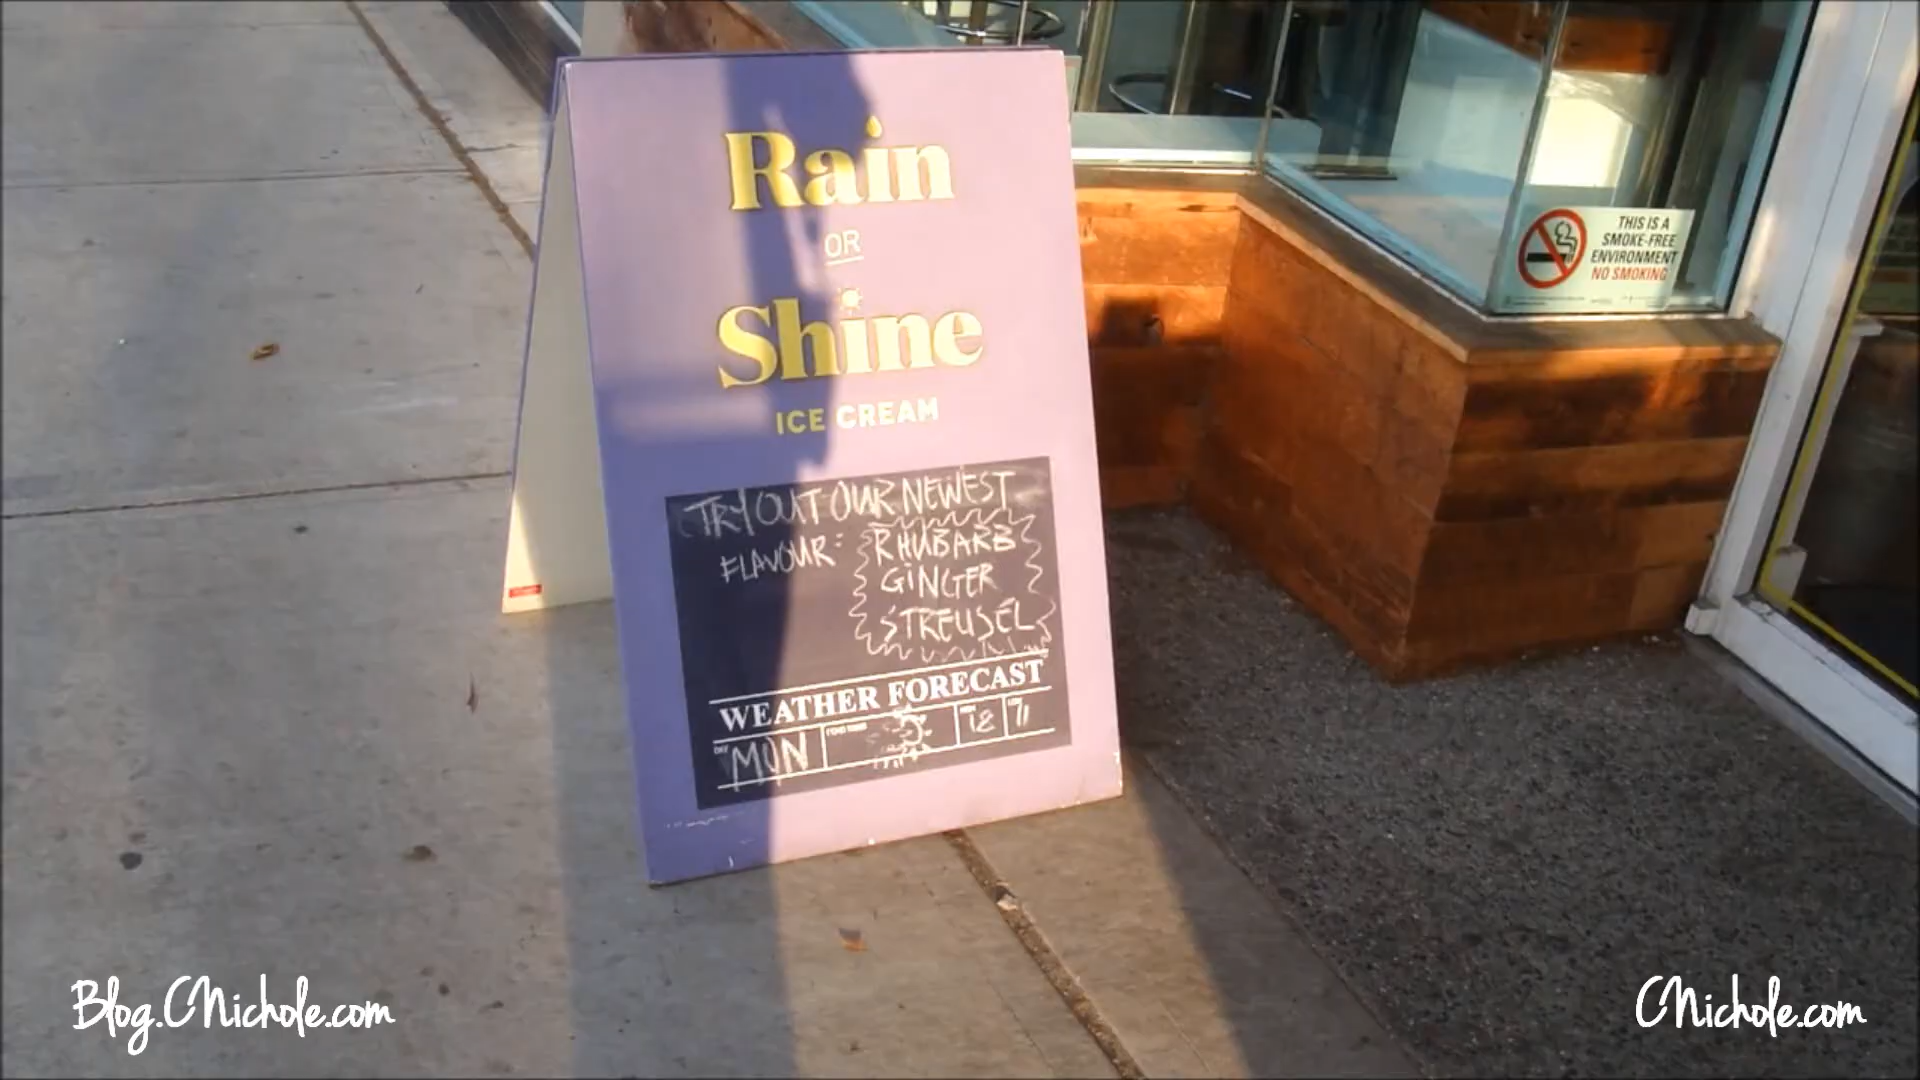 Rain
OR
Shine
ICE CREAM
TRY OUT OUR NEWEST
FLAVOUR: RHUBARB
GINGER
STREUSEL
WEATHER FORECAST
DAY MON
THIS IS A
SMOKE-FREE
ENVIRONMENT
NO SMOKING
Blog.CNichole.com
CNichole.com